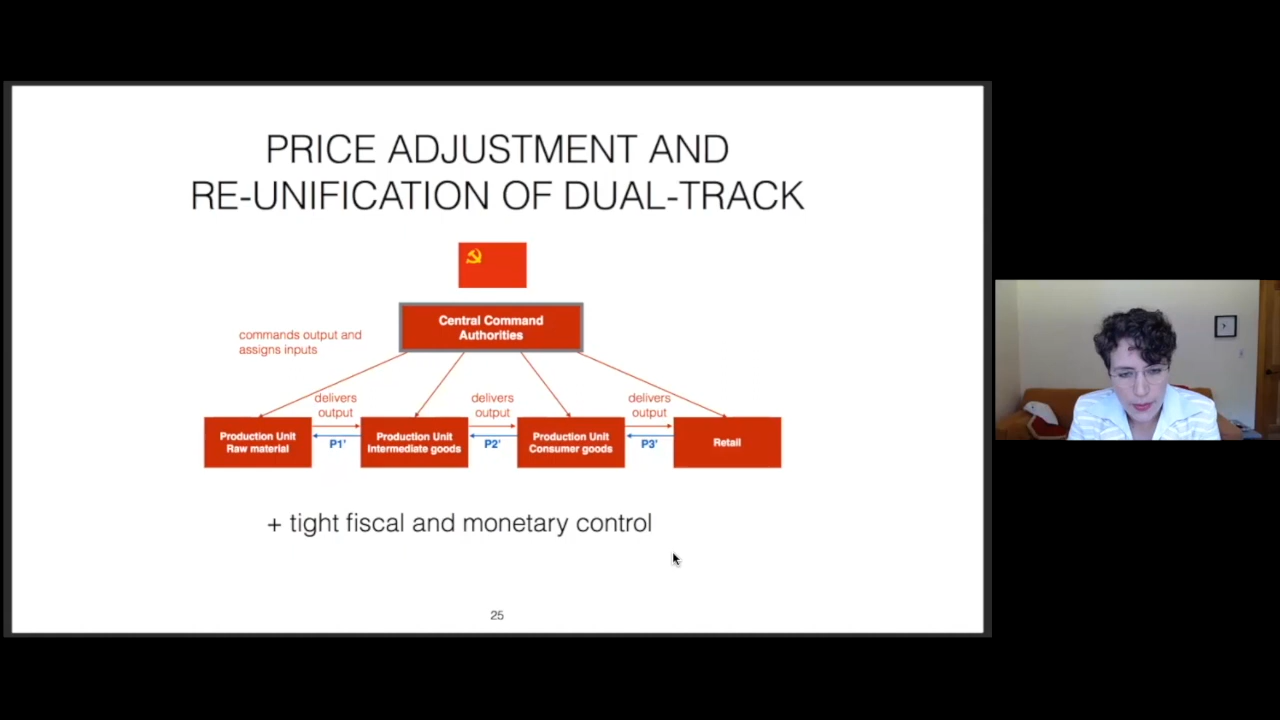 PRICE ADJUSTMENT AND
RE-UNIFICATION OF DUAL-TRACK
Central Command
Authorities
commands output and
assigns inputs
delivers
output
delivers
output
delivers
output
Production Unit
Raw material
P1'
Production Unit
Intermediate goods
P2'
Production Unit
Consumer goods
P3'
Retail
+ tight fiscal and monetary control
25